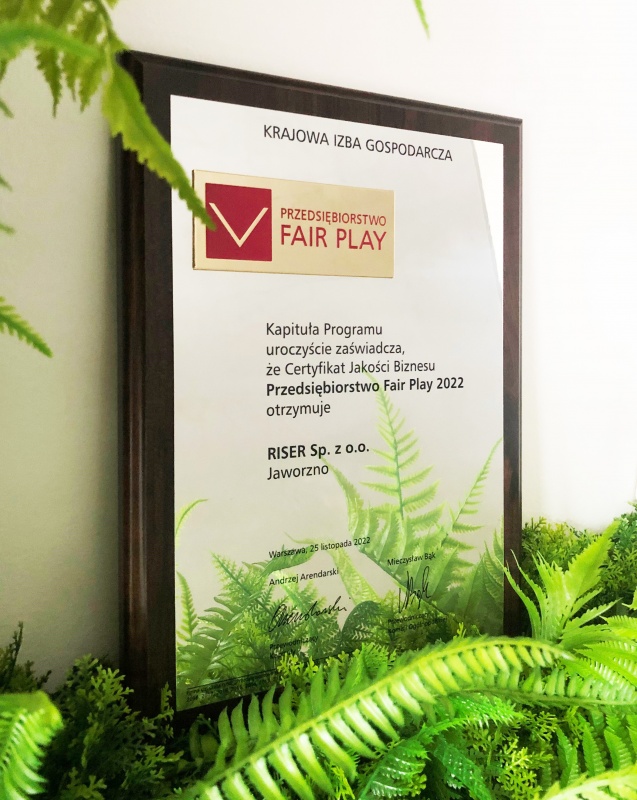 KRAJOWA IZBA GOSPODARCZA
PRZEDSIĘBIORSTWO
FAIR PLAY
Kapituła Programu
uroczyście zaświadcza,
że Certyfikat Jakości Biznesu
Przedsiębiorstwo Fair Play 2022
otrzymuje
RISER Sp. z o.o.
Jaworzno
Warszawa, 25 listopada 2022
Andrzej Arendarski
Mieczysław Bąk